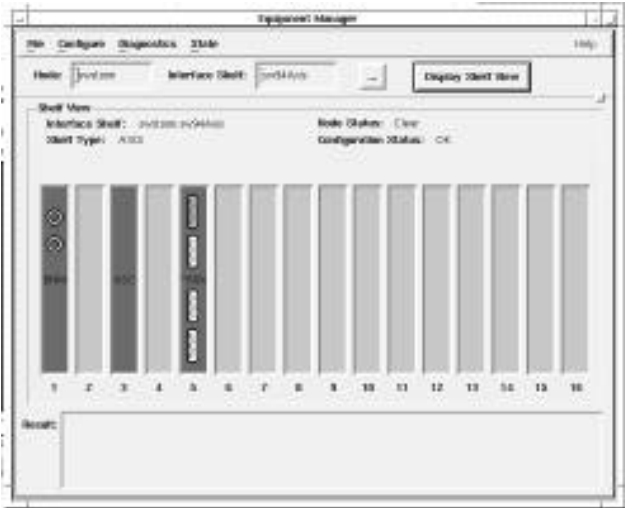 Equipment Manager
File Configure Diagnostics State Help
Node: Interface Shelf: ... Display Shelf View
Shelf View
Interface Shelf: Node Status: Clear
Shelf Type: Configuration Status: OK
1 2 3 4 5 6 7 8 9 10 11 12 13 14 15 16
Result: